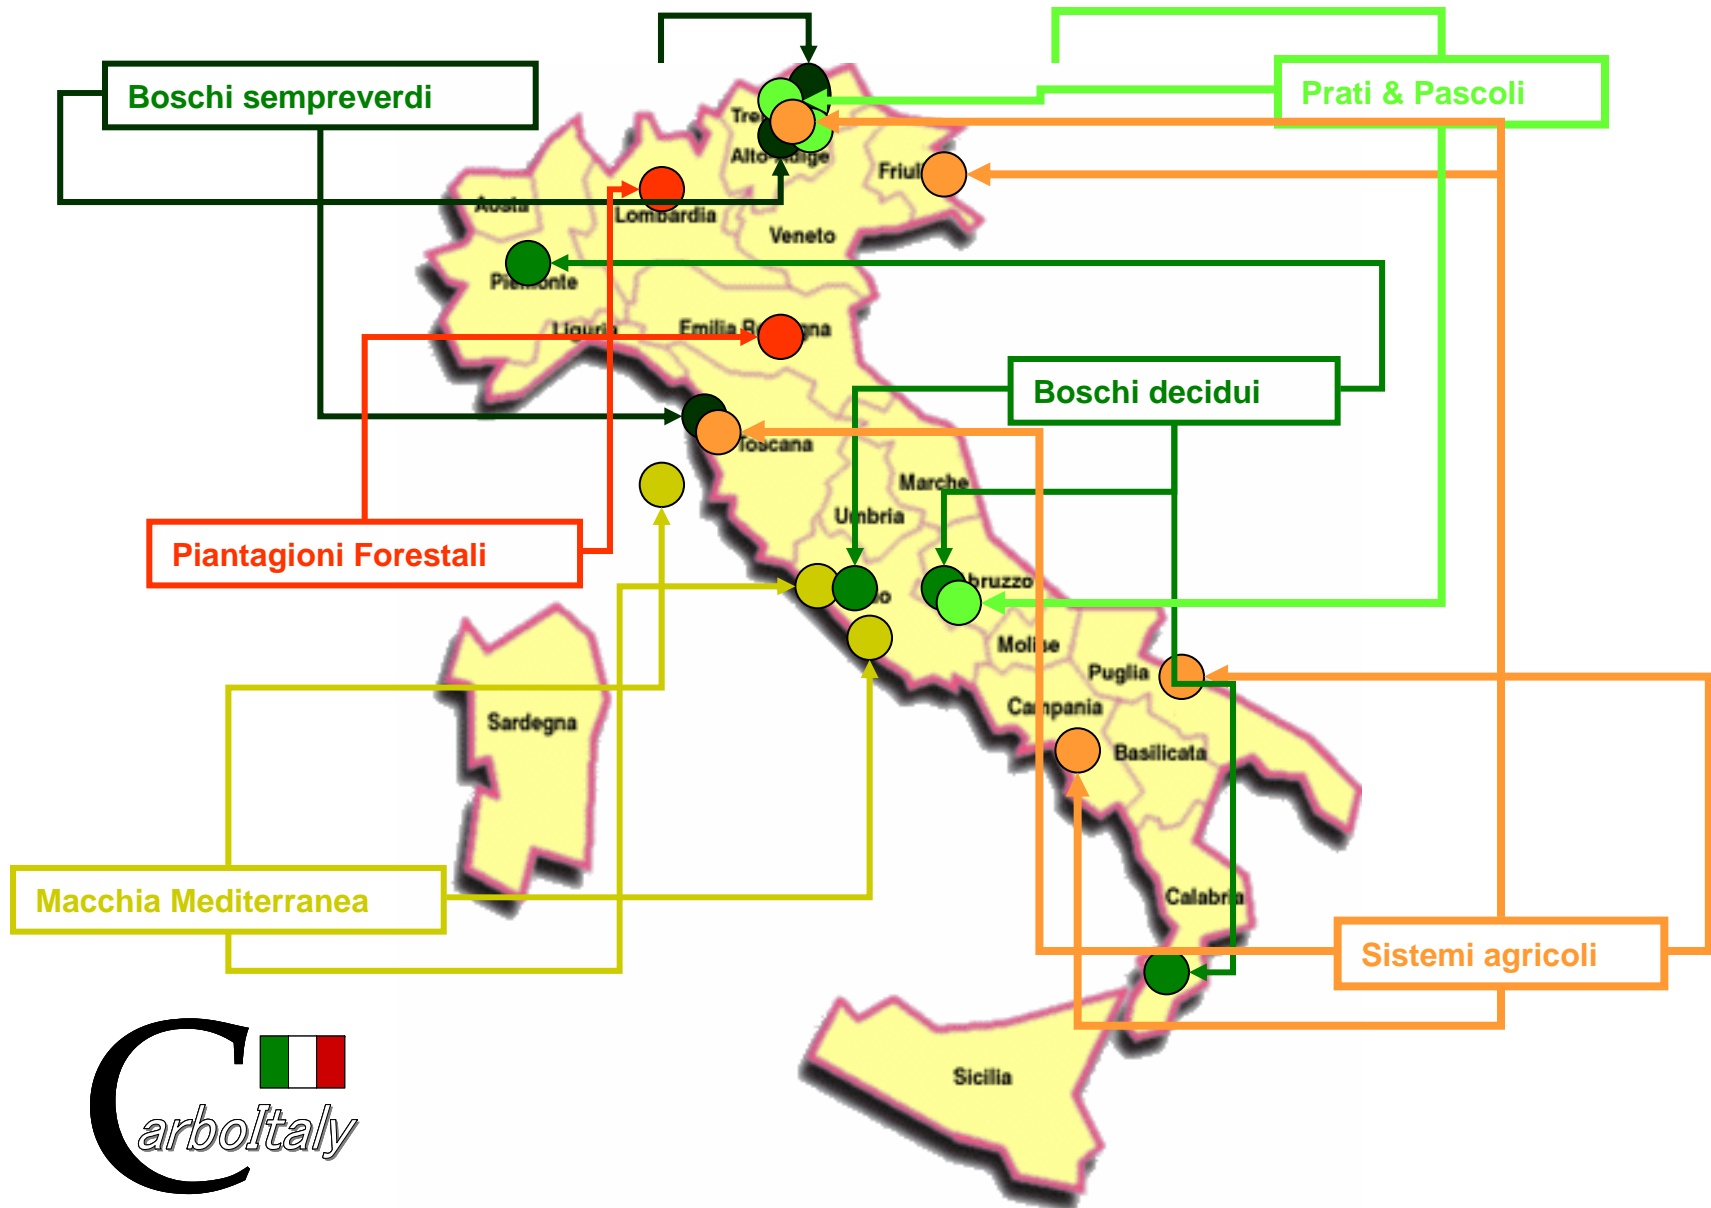 Boschi sempreverdi
Prati & Pascoli
Alto
Aosta
Lombardia
Veneto
Piemonte
Liguria
Boschi decidui
Toscana
Marche
Umbria
Piantagioni Forestali
Molise
Puglia
Campania
Sardegna
Basilicata
Macchia Mediterranea
Calabria
Sistemi agricoli
CarboItaly
Sicilia